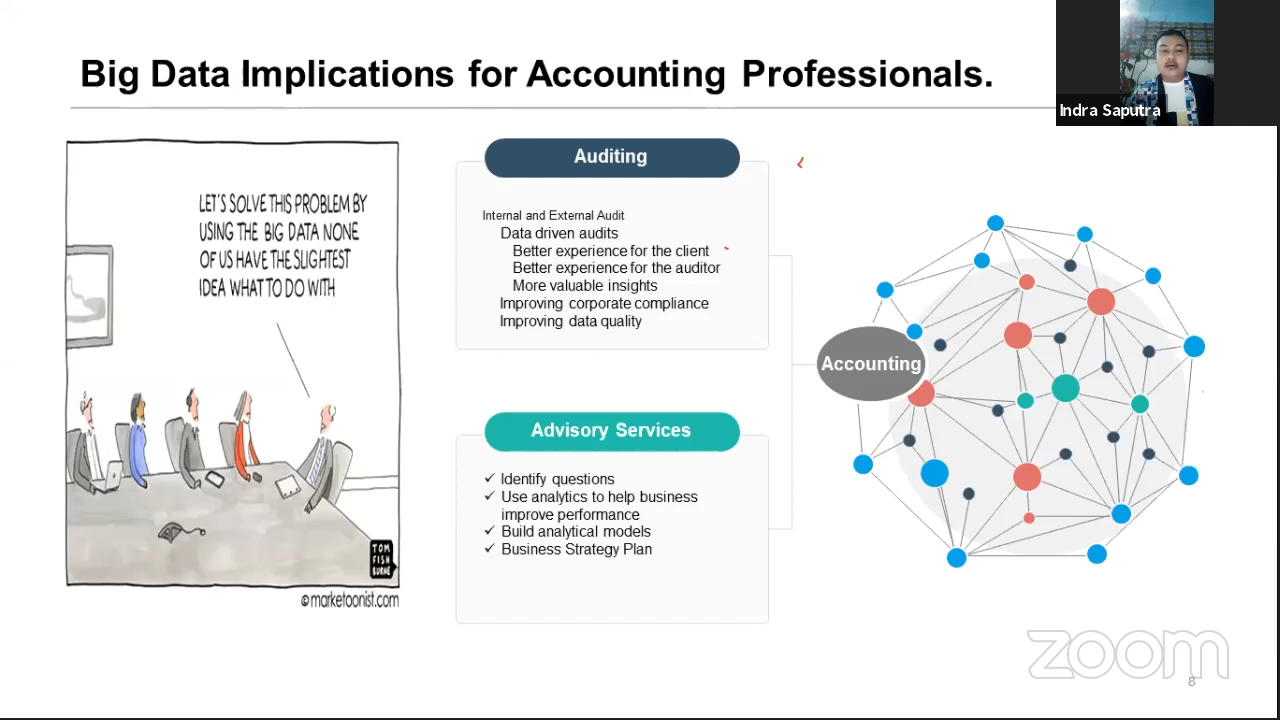 Big Data Implications for Accounting Professionals.
Indra Saputra
LET'S SOLVE THIS PROBLEM BY
USING THE BIG DATA NONE
OF US HAVE THE SLIGHTEST
IDEA WHAT TO DO WITH
TOM
FISH
BURNE
©marketoonist.com
Auditing
Internal and External Audit
Data driven audits
Better experience for the client
Better experience for the auditor
More valuable insights
Improving corporate compliance
Improving data quality
Advisory Services
✓ Identify questions
✓ Use analytics to help business
improve performance
✓ Build analytical models
✓ Business Strategy Plan
Accounting
zoom
8